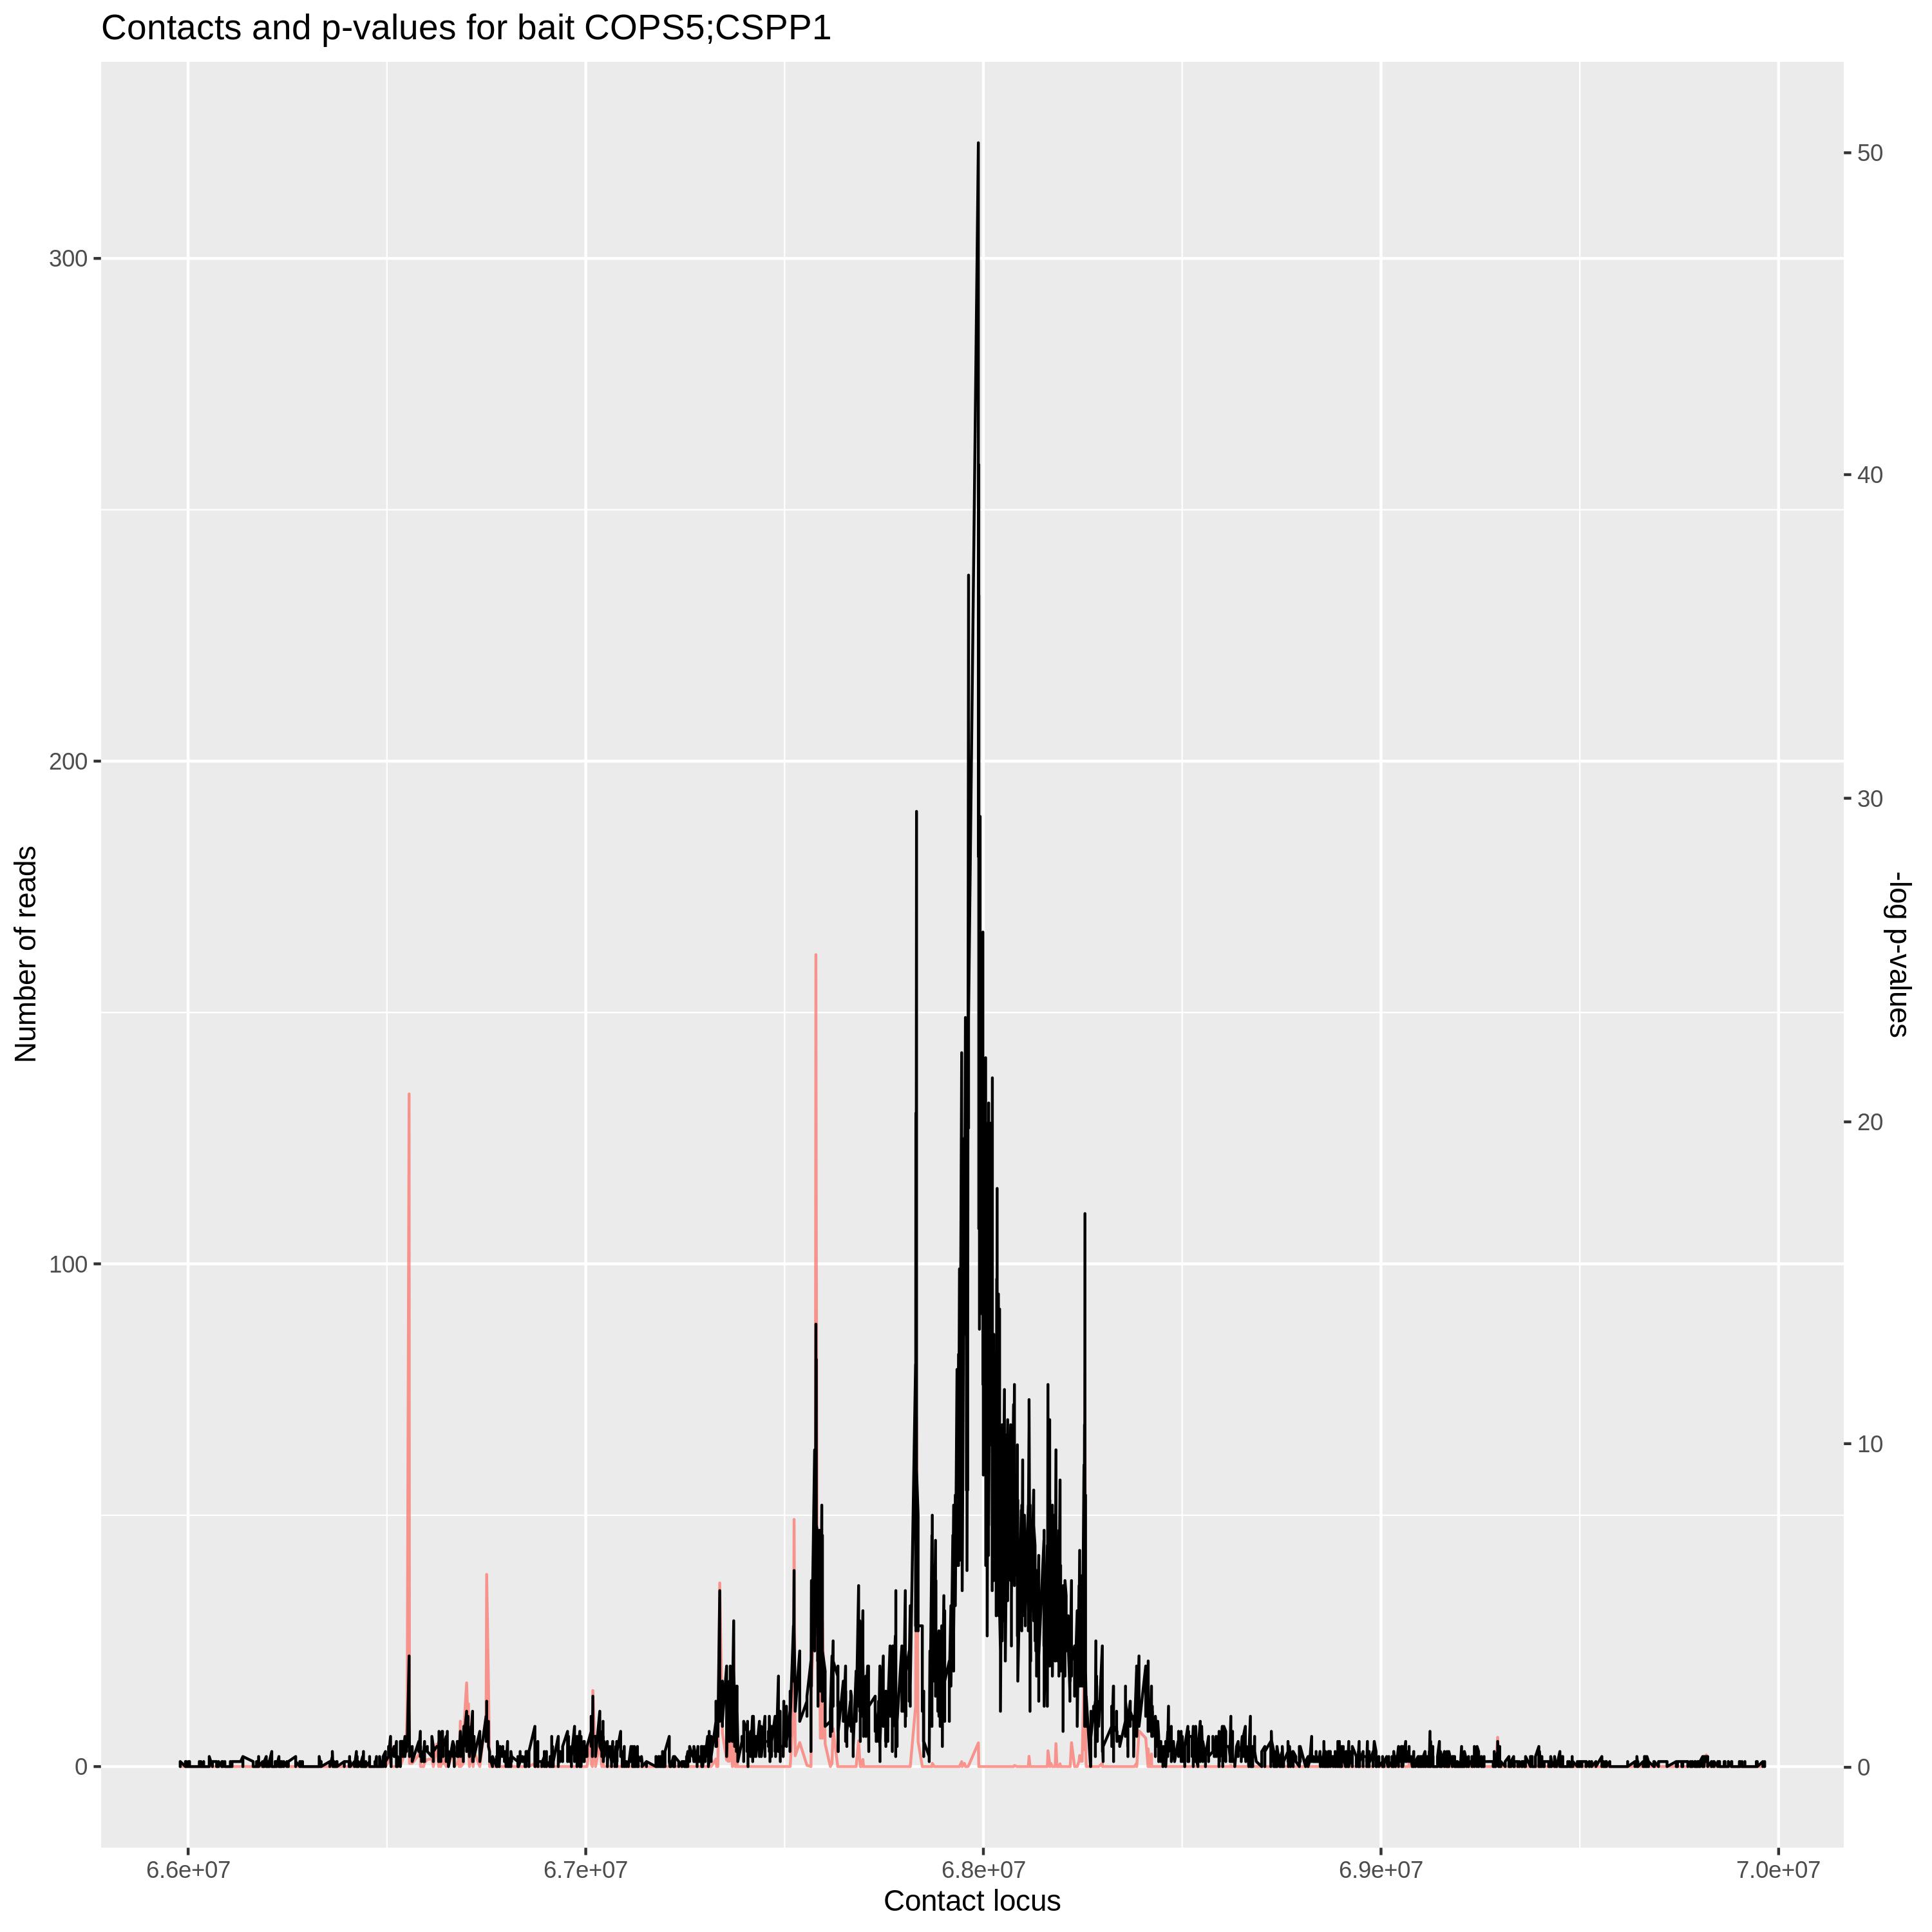 Contacts and p-values for bait COPS5;CSPP1
300
200
100
0
Number of reads
50
40
30
20
10
0
-log p-values
6.6e+07 6.7e+07 6.8e+07 6.9e+07 7.0e+07
Contact locus